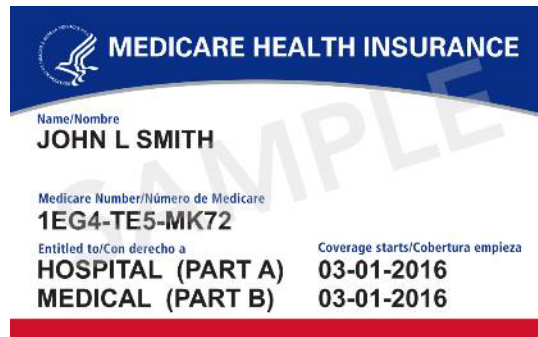 MEDICARE HEALTH INSURANCE
Name/Nombre
JOHN L SMITH
Medicare Number/Número de Medicare
1EG4-TE5-MK72
Entitled to/Con derecho a Coverage starts/Cobertura empieza
HOSPITAL (PART A) 03-01-2016
MEDICAL (PART B) 03-01-2016
SAMPLE